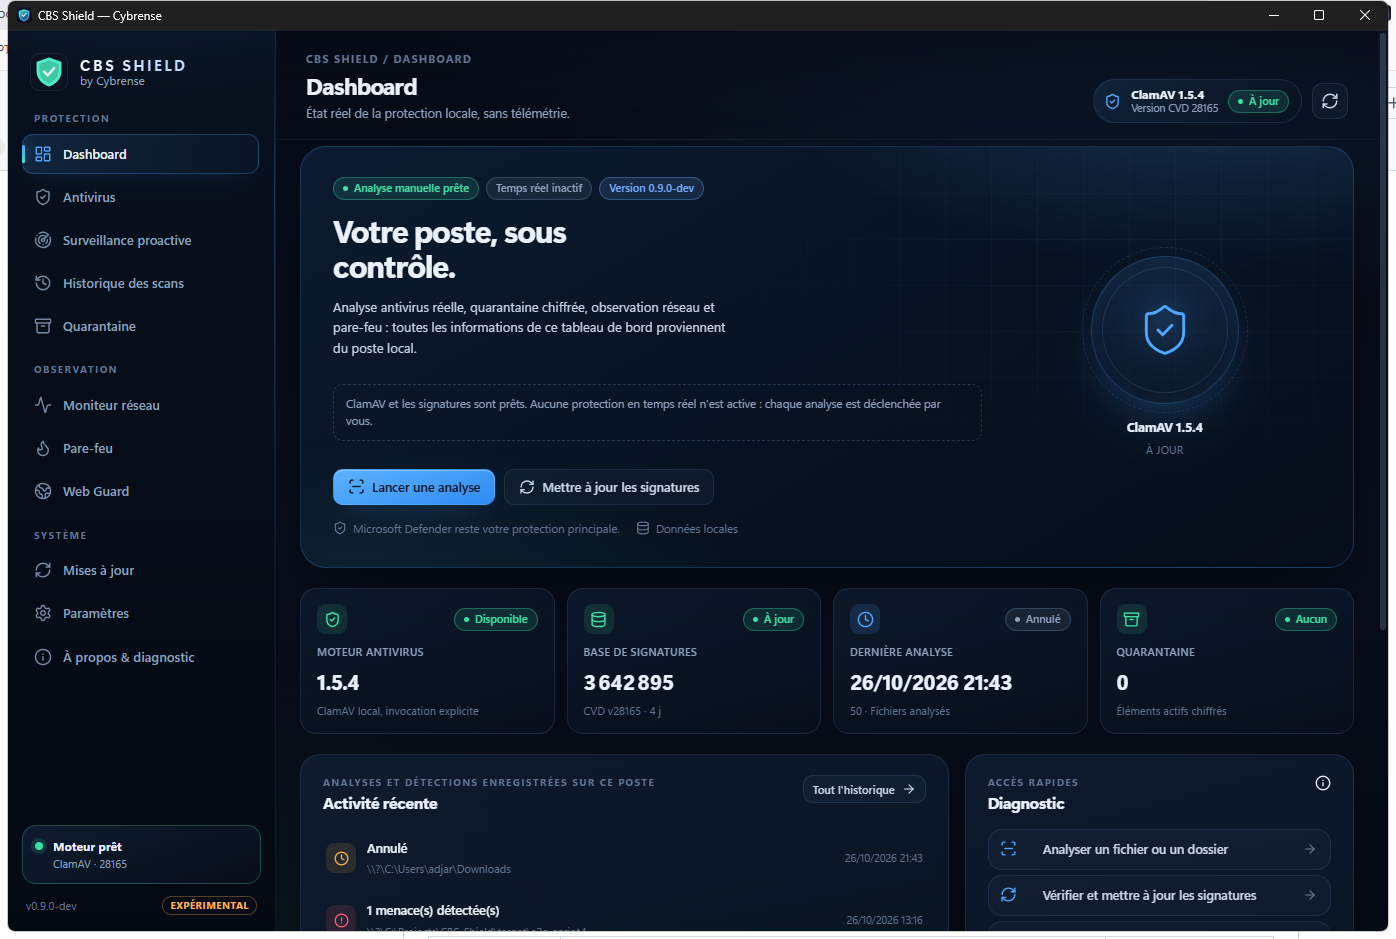 CBS Shield — Cybrense
CBS SHIELD
by Cybrense
PROTECTION
Dashboard
Antivirus
Surveillance proactive
Historique des scans
Quarantaine
OBSERVATION
Moniteur réseau
Pare-feu
Web Guard
SYSTÈME
Mises à jour
Paramètres
À propos & diagnostic
Moteur prêt
ClamAV · 28165
v0.9.0-dev
EXPÉRIMENTAL
CBS SHIELD / DASHBOARD
Dashboard
État réel de la protection locale, sans télémétrie.
ClamAV 1.5.4
Version CVD 28165
À jour
Analyse manuelle prête
Temps réel inactif
Version 0.9.0-dev
Votre poste, sous
contrôle.
Analyse antivirus réelle, quarantaine chiffrée, observation réseau et
pare-feu : toutes les informations de ce tableau de bord proviennent
du poste local.
ClamAV et les signatures sont prêts. Aucune protection en temps réel n'est active : chaque analyse est déclenchée par
vous.
Lancer une analyse
Mettre à jour les signatures
Microsoft Defender reste votre protection principale.
Données locales
ClamAV 1.5.4
À JOUR
Disponible
MOTEUR ANTIVIRUS
1.5.4
ClamAV local, invocation explicite
À jour
BASE DE SIGNATURES
3 642 895
CVD v28165 · 4 j
Annulé
DERNIÈRE ANALYSE
26/10/2026 21:43
50 · Fichiers analysés
Aucun
QUARANTAINE
0
Éléments actifs chiffrés
ANALYSES ET DÉTECTIONS ENREGISTRÉES SUR CE POSTE
Activité récente
Tout l'historique
Annulé
\\?\C:\Users\adjar\Downloads
26/10/2026 21:43
1 menace(s) détectée(s)
26/10/2026 13:16
ACCÈS RAPIDES
Diagnostic
Analyser un fichier ou un dossier
Vérifier et mettre à jour les signatures